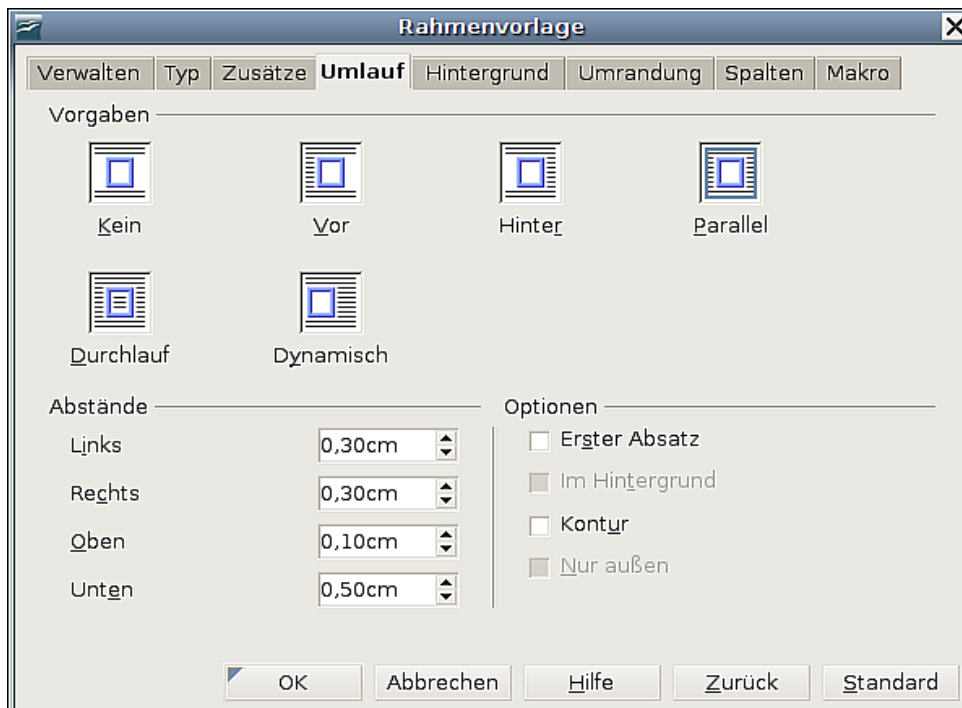 Rahmenvorlage
Verwalten Typ Zusätze Umlauf Hintergrund Umrandung Spalten Makro
Vorgaben
Kein Vor Hinter Parallel
Durchlauf Dynamisch
Abstände Optionen
Links 0,30cm Erster Absatz
Rechts 0,30cm Im Hintergrund
Oben 0,10cm Kontur
Unten 0,50cm Nur außen
OK Abbrechen Hilfe Zurück Standard